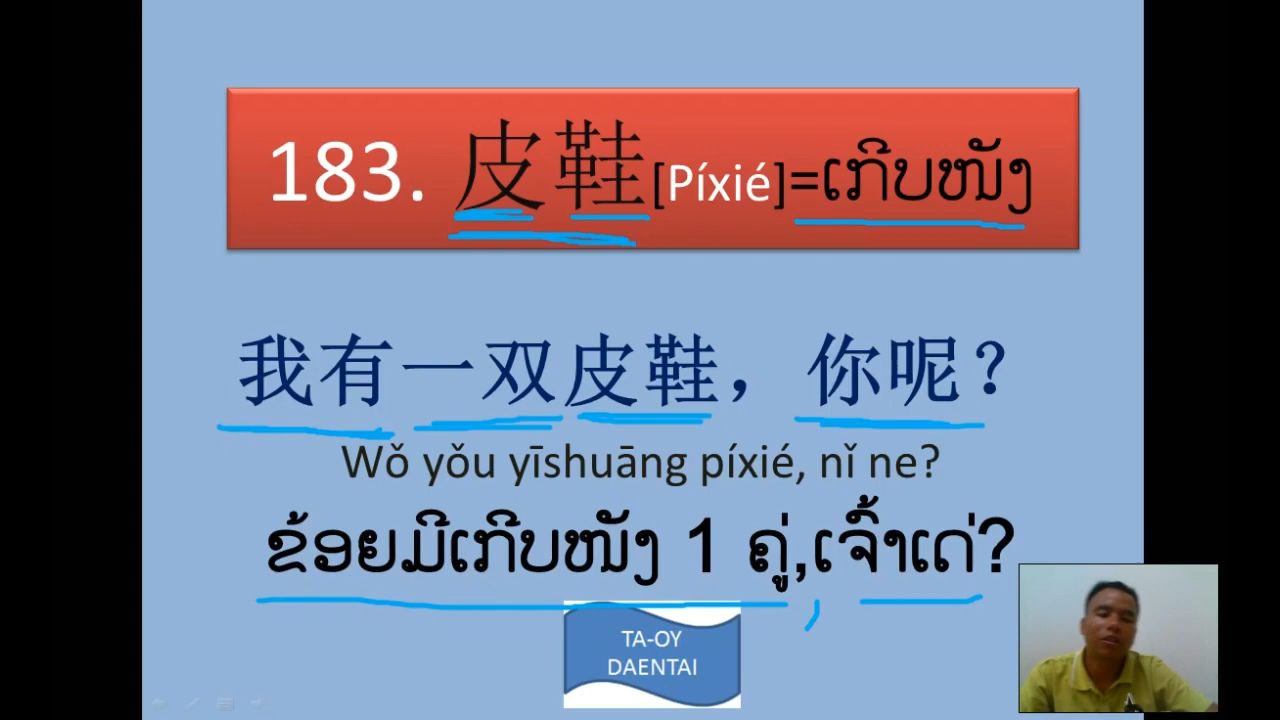 183. 皮鞋[Píxié]=ເກີບໜັງ
我有一双皮鞋，你呢？
Wǒ yǒu yīshuāng píxié, nǐ ne?
ຂ້ອຍມີເກີບໜັງ 1 ຄູ່,ເຈົ້າເດ່?
TA-OY
DAENTAI